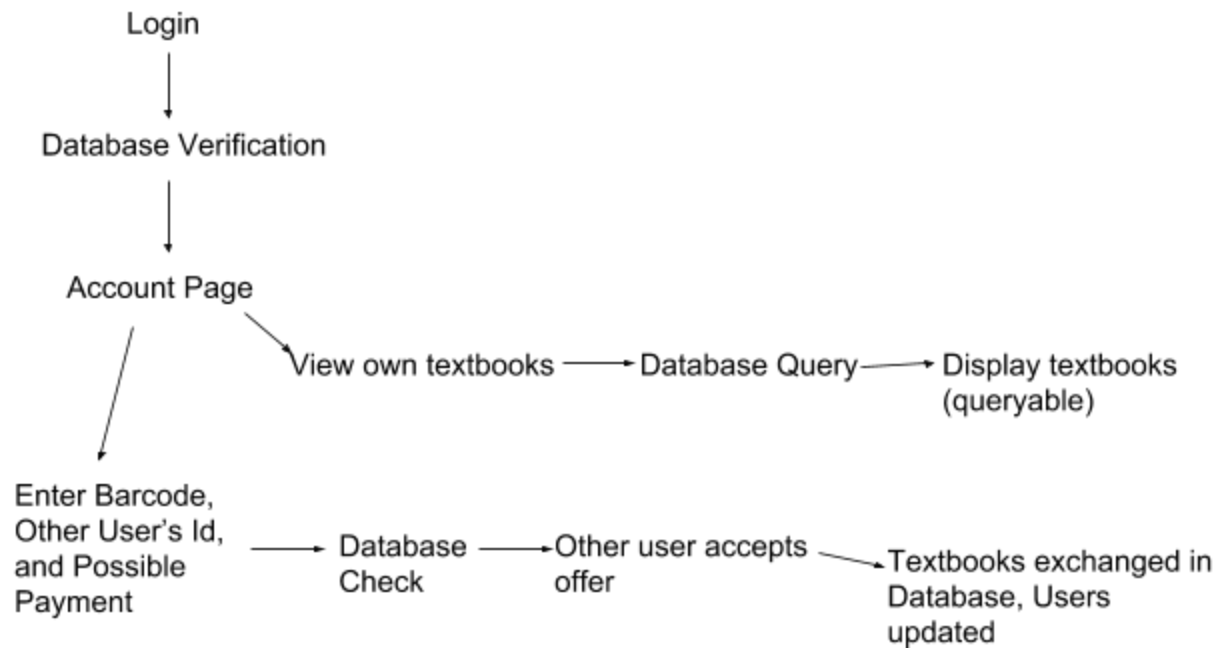 Login
Database Verification
Account Page
View own textbooks
Database Query
Display textbooks
(queryable)
Enter Barcode,
Other User's Id,
and Possible
Payment
Database
Check
Other user accepts
offer
Textbooks exchanged in
Database, Users
updated